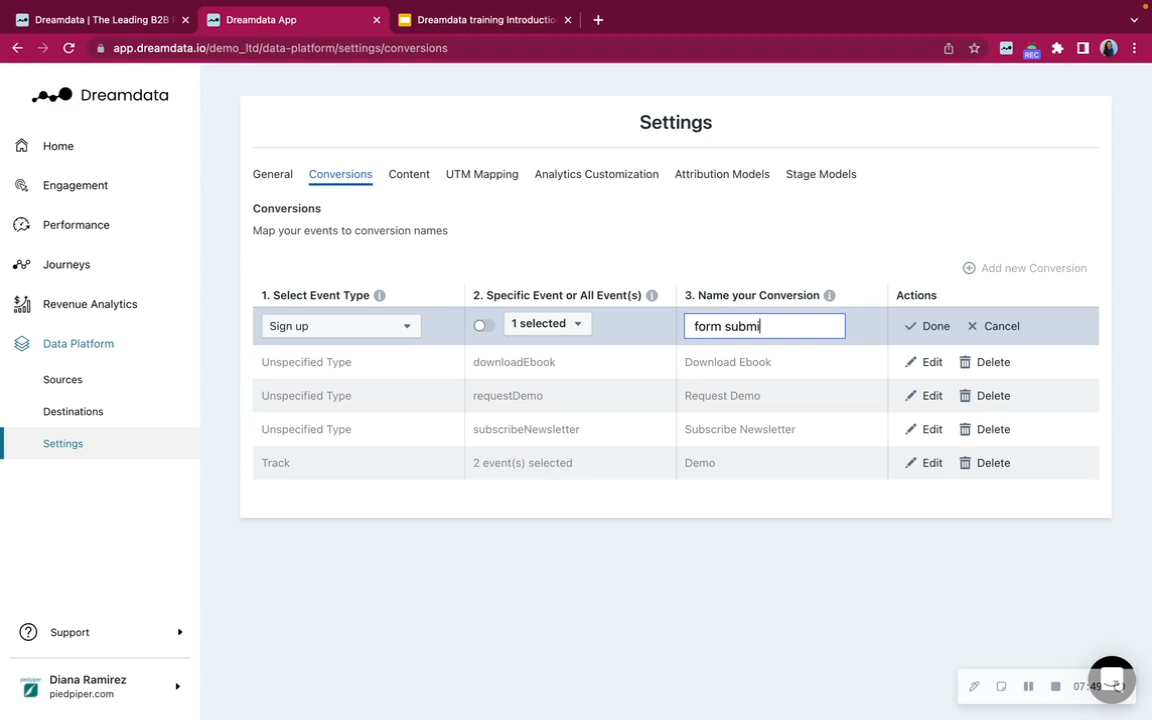 Dreamdata | The Leading B2B
Dreamdata App
Dreamdata training Introductio
app.dreamdata.io/demo_ltd/data-platform/settings/conversions
REC
Dreamdata
Home
Engagement
Performance
Journeys
Revenue Analytics
Data Platform
Sources
Destinations
Settings
Support
Diana Ramirez
piedpiper.com
piedpiper
Settings
General Conversions Content UTM Mapping Analytics Customization Attribution Models Stage Models
Conversions
Map your events to conversion names
Add new Conversion
1. Select Event Type 2. Specific Event or All Event(s) 3. Name your Conversion Actions
Sign up 1 selected form submi Done Cancel
Unspecified Type downloadEbook Download Ebook Edit Delete
Unspecified Type requestDemo Request Demo Edit Delete
Unspecified Type subscribeNewsletter Subscribe Newsletter Edit Delete
Track 2 event(s) selected Demo Edit Delete
07:49